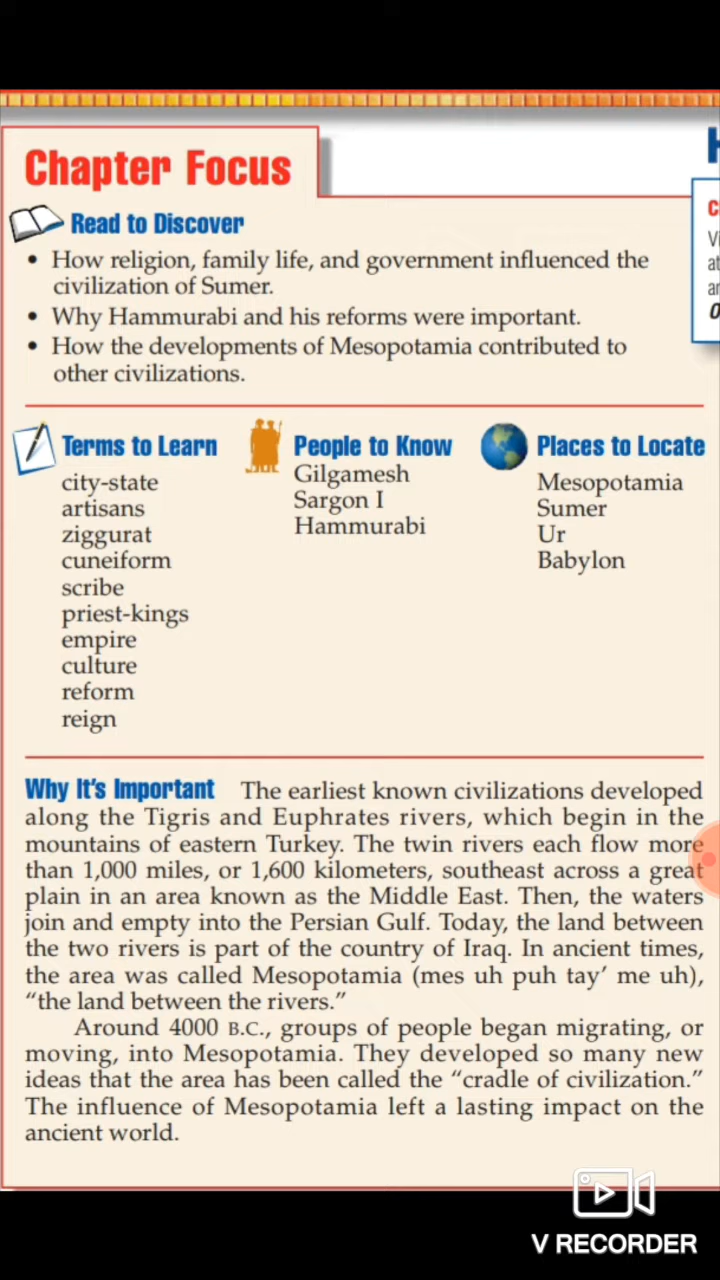 Chapter Focus
Read to Discover
• How religion, family life, and government influenced the
civilization of Sumer.
• Why Hammurabi and his reforms were important.
• How the developments of Mesopotamia contributed to
other civilizations.
Terms to Learn
city-state
artisans
ziggurat
cuneiform
scribe
priest-kings
empire
culture
reform
reign
People to Know
Gilgamesh
Sargon I
Hammurabi
Places to Locate
Mesopotamia
Sumer
Ur
Babylon
Why It's Important The earliest known civilizations developed
along the Tigris and Euphrates rivers, which begin in the
mountains of eastern Turkey. The twin rivers each flow more
than 1,000 miles, or 1,600 kilometers, southeast across a great
plain in an area known as the Middle East. Then, the waters
join and empty into the Persian Gulf. Today, the land between
the two rivers is part of the country of Iraq. In ancient times,
the area was called Mesopotamia (mes uh puh tay′ me uh),
“the land between the rivers.”
Around 4000 B.C., groups of people began migrating, or
moving, into Mesopotamia. They developed so many new
ideas that the area has been called the “cradle of civilization.”
The influence of Mesopotamia left a lasting impact on the
ancient world.
V RECORDER